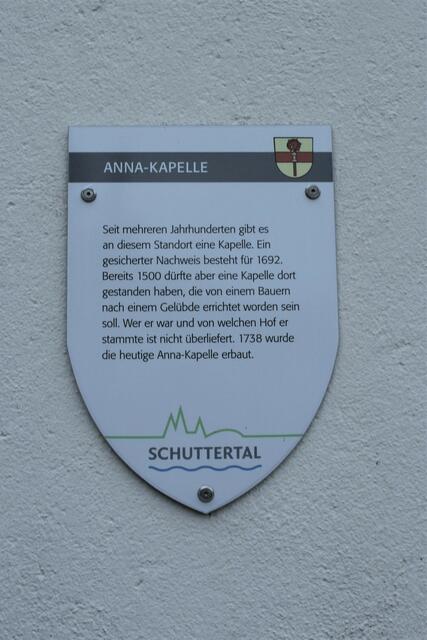 ANNA-KAPELLE
Seit mehreren Jahrhunderten gibt es
an diesem Standort eine Kapelle. Ein
gesicherter Nachweis besteht für 1692.
Bereits 1500 dürfte aber eine Kapelle dort
gestanden haben, die von einem Bauern
nach einem Gelübde errichtet worden sein
soll. Wer er war und von welchen Hof er
stammte ist nicht überliefert. 1738 wurde
die heutige Anna-Kapelle erbaut.
SCHUTTERTAL